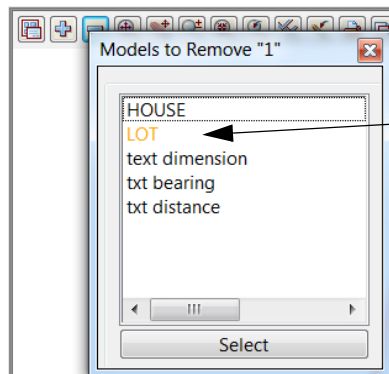 Models to Remove "1"
HOUSE
LOT
text dimension
txt bearing
txt distance
Select